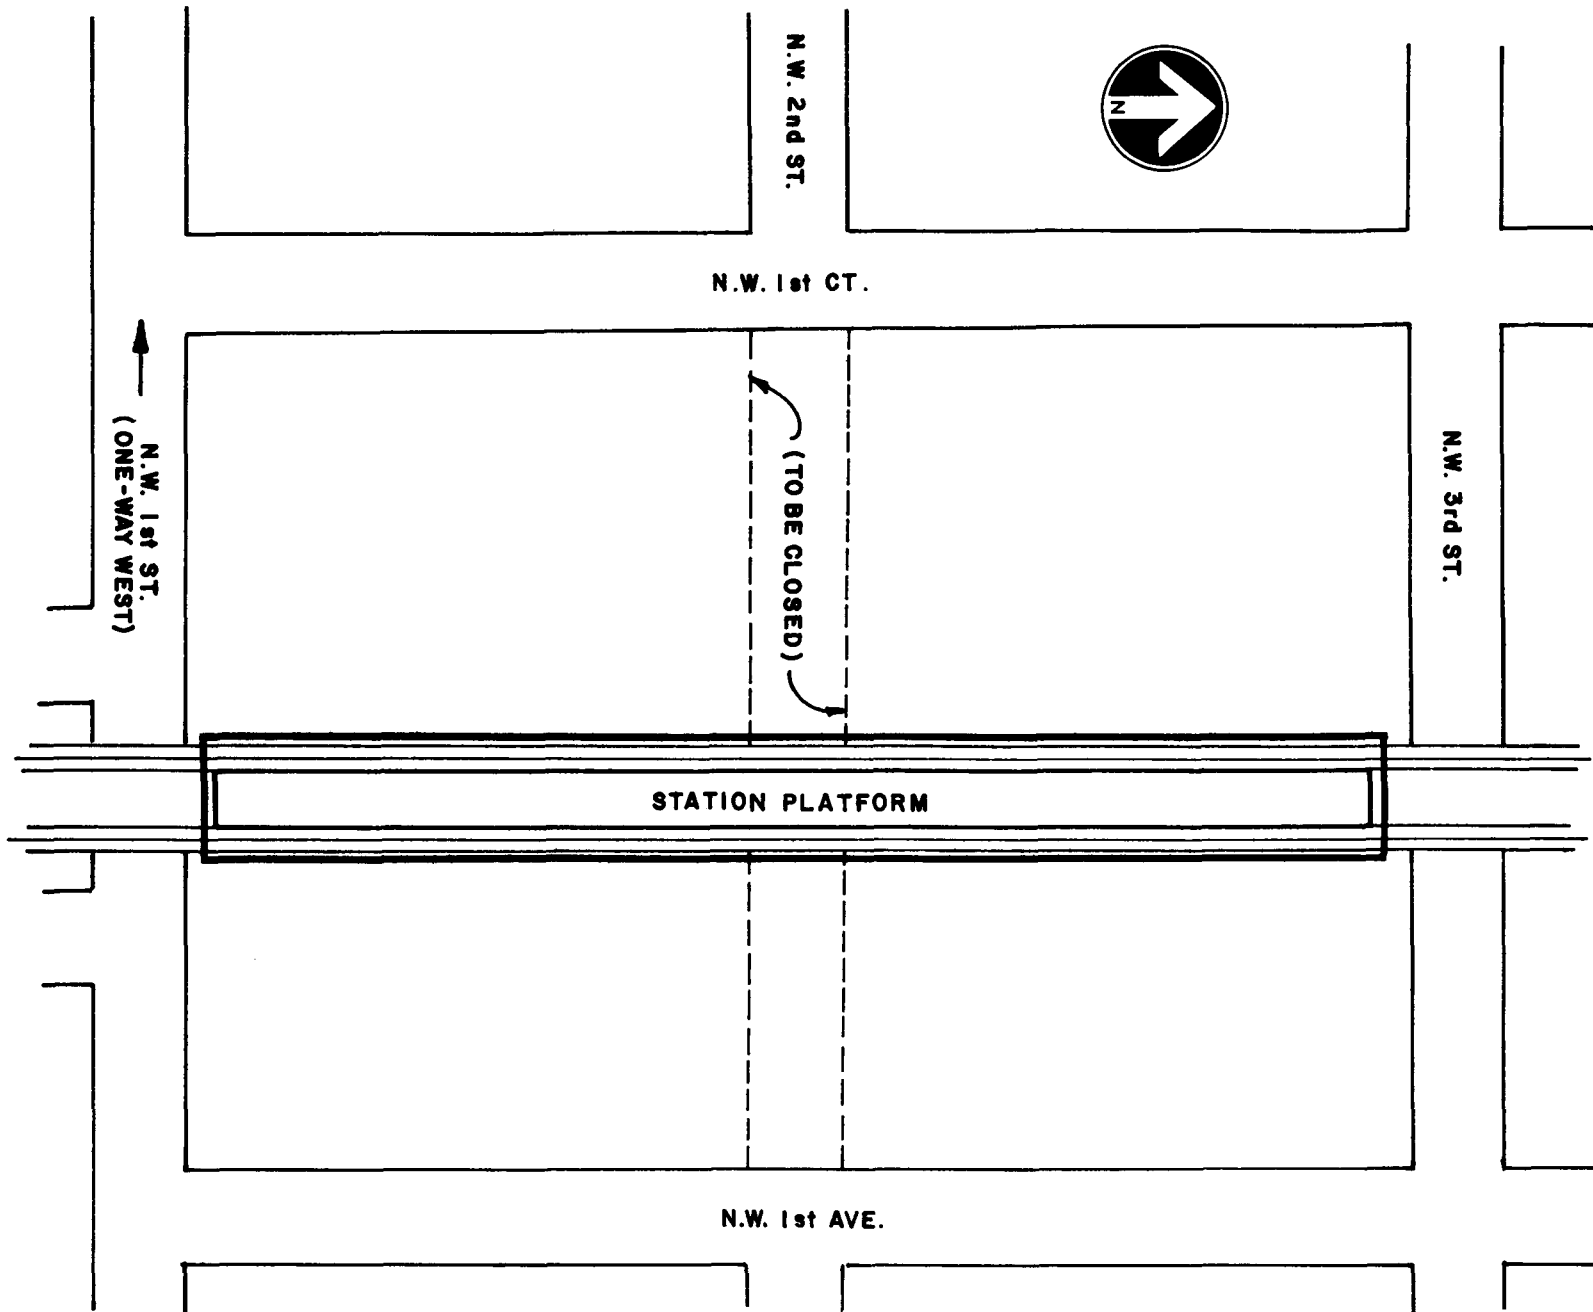 N.W. 2nd ST.
N
N.W. 1st CT.
N.W. 1st ST.
(ONE-WAY WEST)
(TO BE CLOSED)
N.W. 3rd ST.
STATION PLATFORM
N.W. 1st AVE.